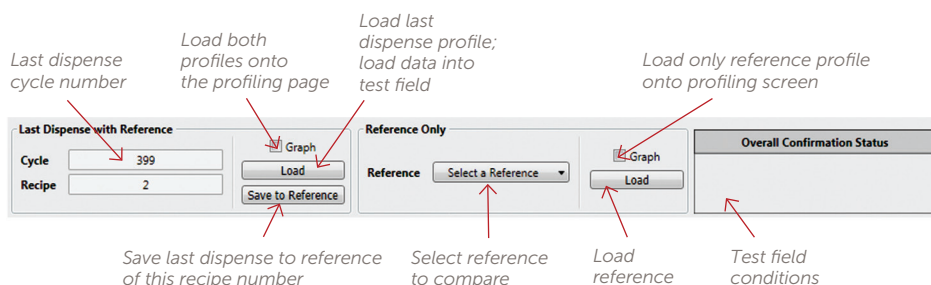 Last dispense
cycle number
Load both
profiles onto
the profiling page
Load last
dispense profile;
load data into
test field
Load only reference profile
onto profiling screen
Last Dispense with Reference
Cycle
399
Recipe
2
Graph
Load
Save to Reference
Reference Only
Reference
Select a Reference
Graph
Load
Overall Confirmation Status
Save last dispense to reference
of this recipe number
Select reference
to compare
Load
reference
Test field
conditions